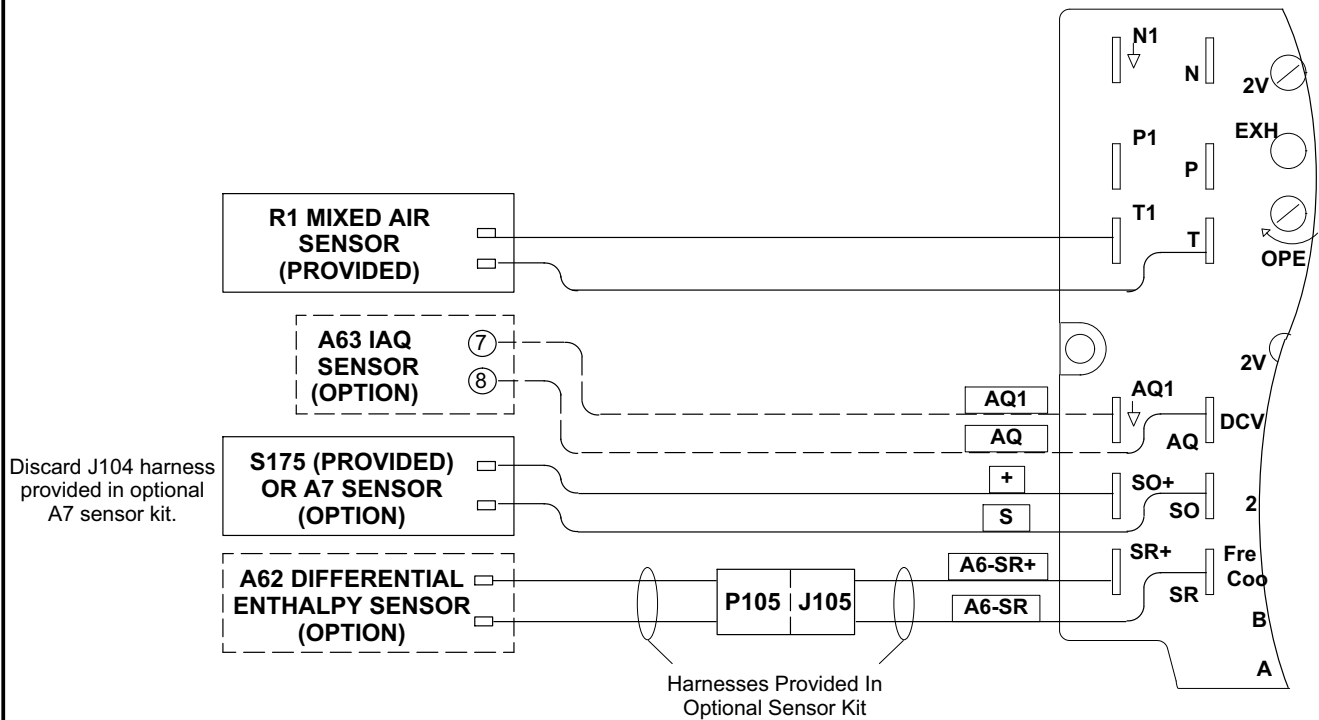 N1
N
2V
P1
EXH
P
R1 MIXED AIR
SENSOR
(PROVIDED)
T1
T
OPE
A63 IAQ
SENSOR
(OPTION)
7
8
2V
AQ1
AQ
AQ1
DCV
AQ
Discard J104 harness
provided in optional
A7 sensor kit.
S175 (PROVIDED)
OR A7 SENSOR
(OPTION)
+
S
SO+
SO
2
A62 DIFFERENTIAL
ENTHALPY SENSOR
(OPTION)
P105
J105
A6-SR+
A6-SR
SR+
SR
Fre
Coo
B
A
Harnesses Provided In
Optional Sensor Kit